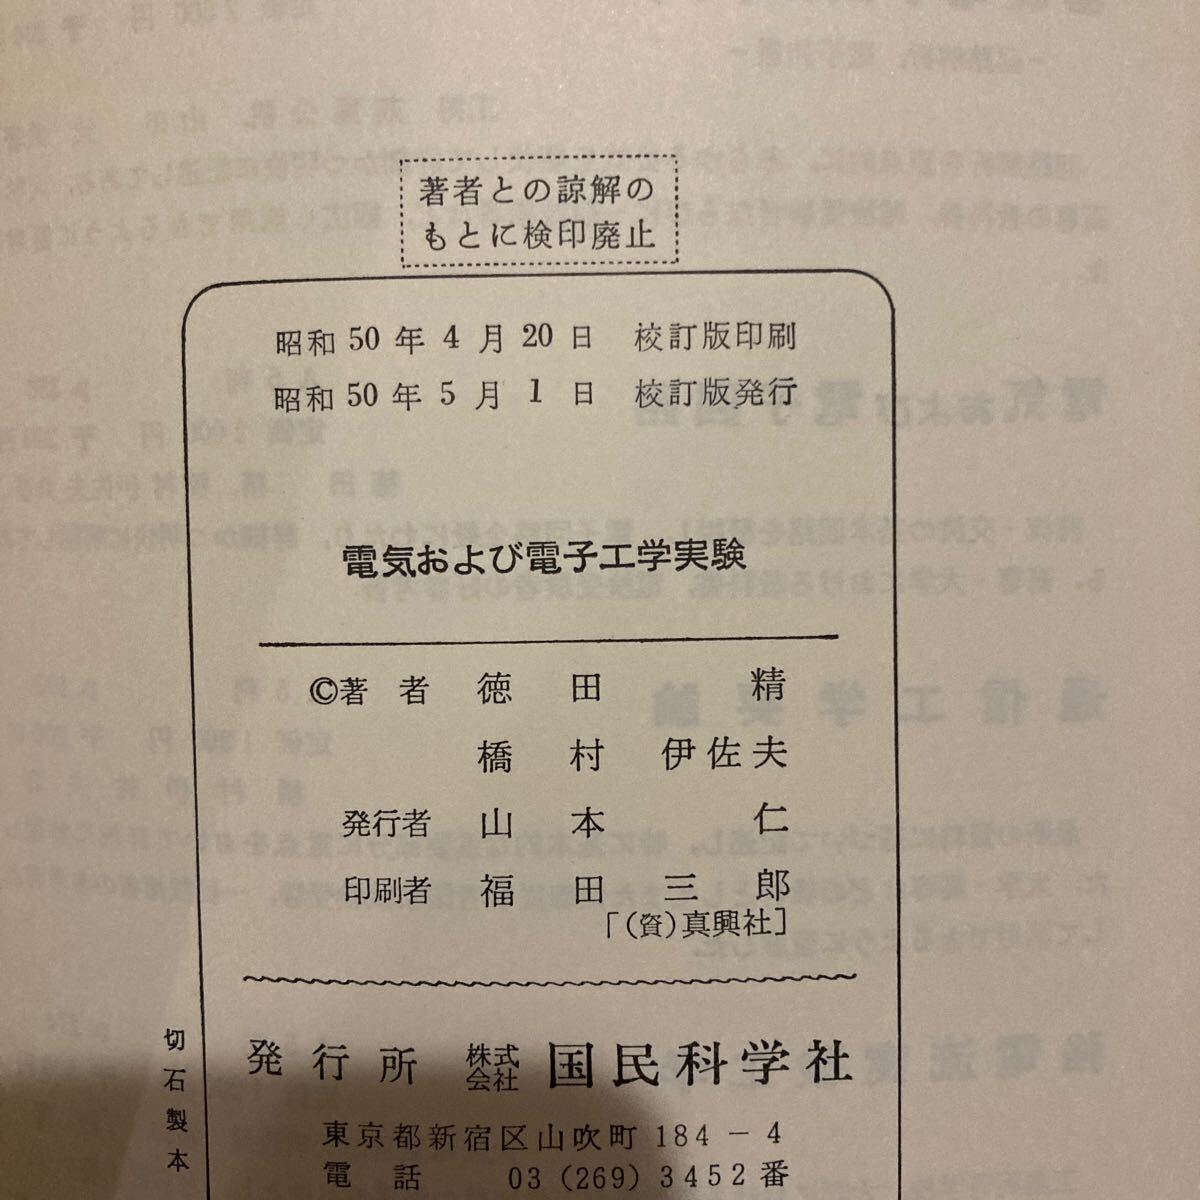 著者との諒解の
もとに検印廃止
昭和 50 年 4 月 20 日 校訂版印刷
昭和 50 年 5 月 1 日 校訂版発行
電気および電子工学実験
©著 者 徳 田 精
橋 村 伊佐夫
発行者 山 本 仁
印刷者 福 田 三 郎
「(資)真興社］
発 行 所 株式会社 国民科学社
東京都新宿区山吹町 184 － 4
電 話 03 (269) 3452番
切石製本